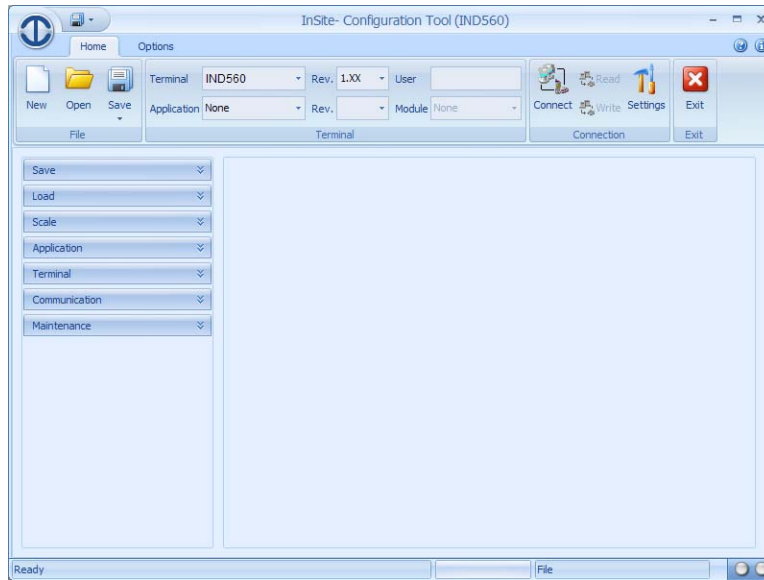 InSite- Configuration Tool (IND560)
Home Options
Terminal IND560 Rev. 1.XX User
New Open Save Connect Read Write Settings Exit
Application None Rev. Module None
File Terminal Connection Exit
Save
Load
Scale
Application
Terminal
Communication
Maintenance
Ready File